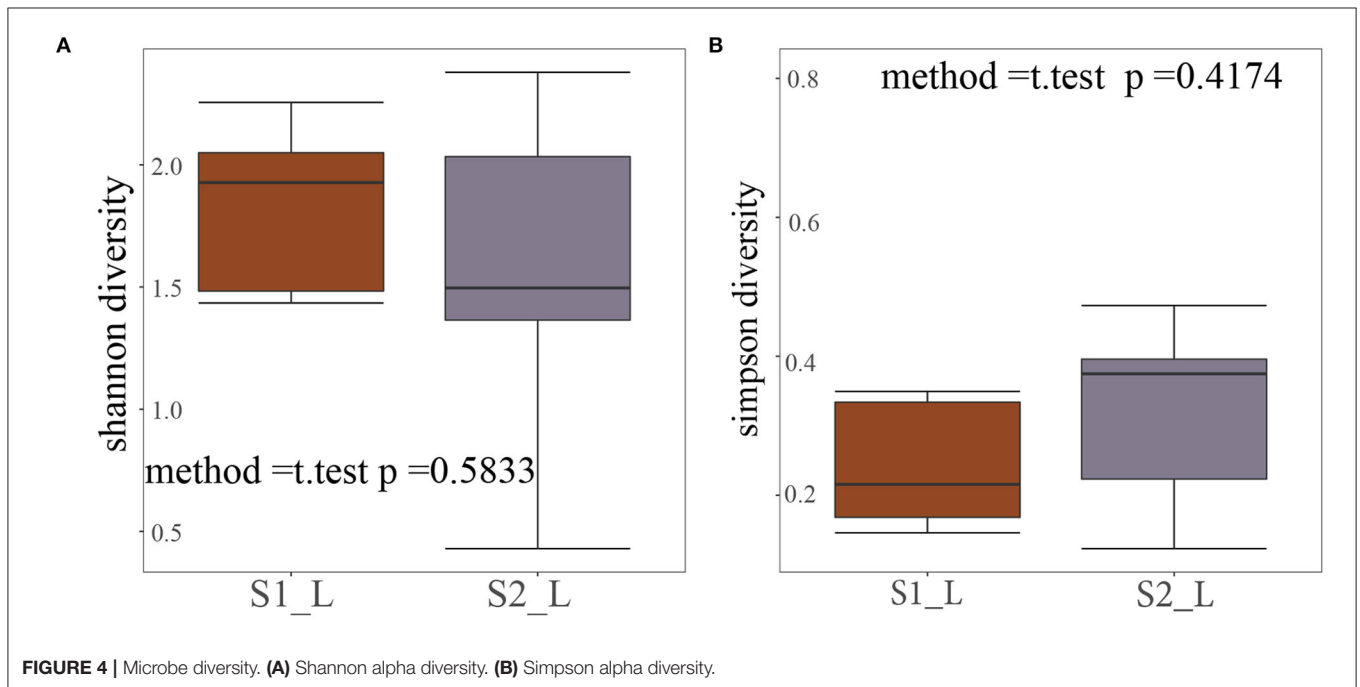 A
shannon diversity
2.0
1.5
1.0
0.5
method =t.test p =0.5833
S1_L
S2_L
B
simpson diversity
0.8
0.6
0.4
0.2
method =t.test p =0.4174
S1_L
S2_L
FIGURE 4 | Microbe diversity. (A) Shannon alpha diversity. (B) Simpson alpha diversity.